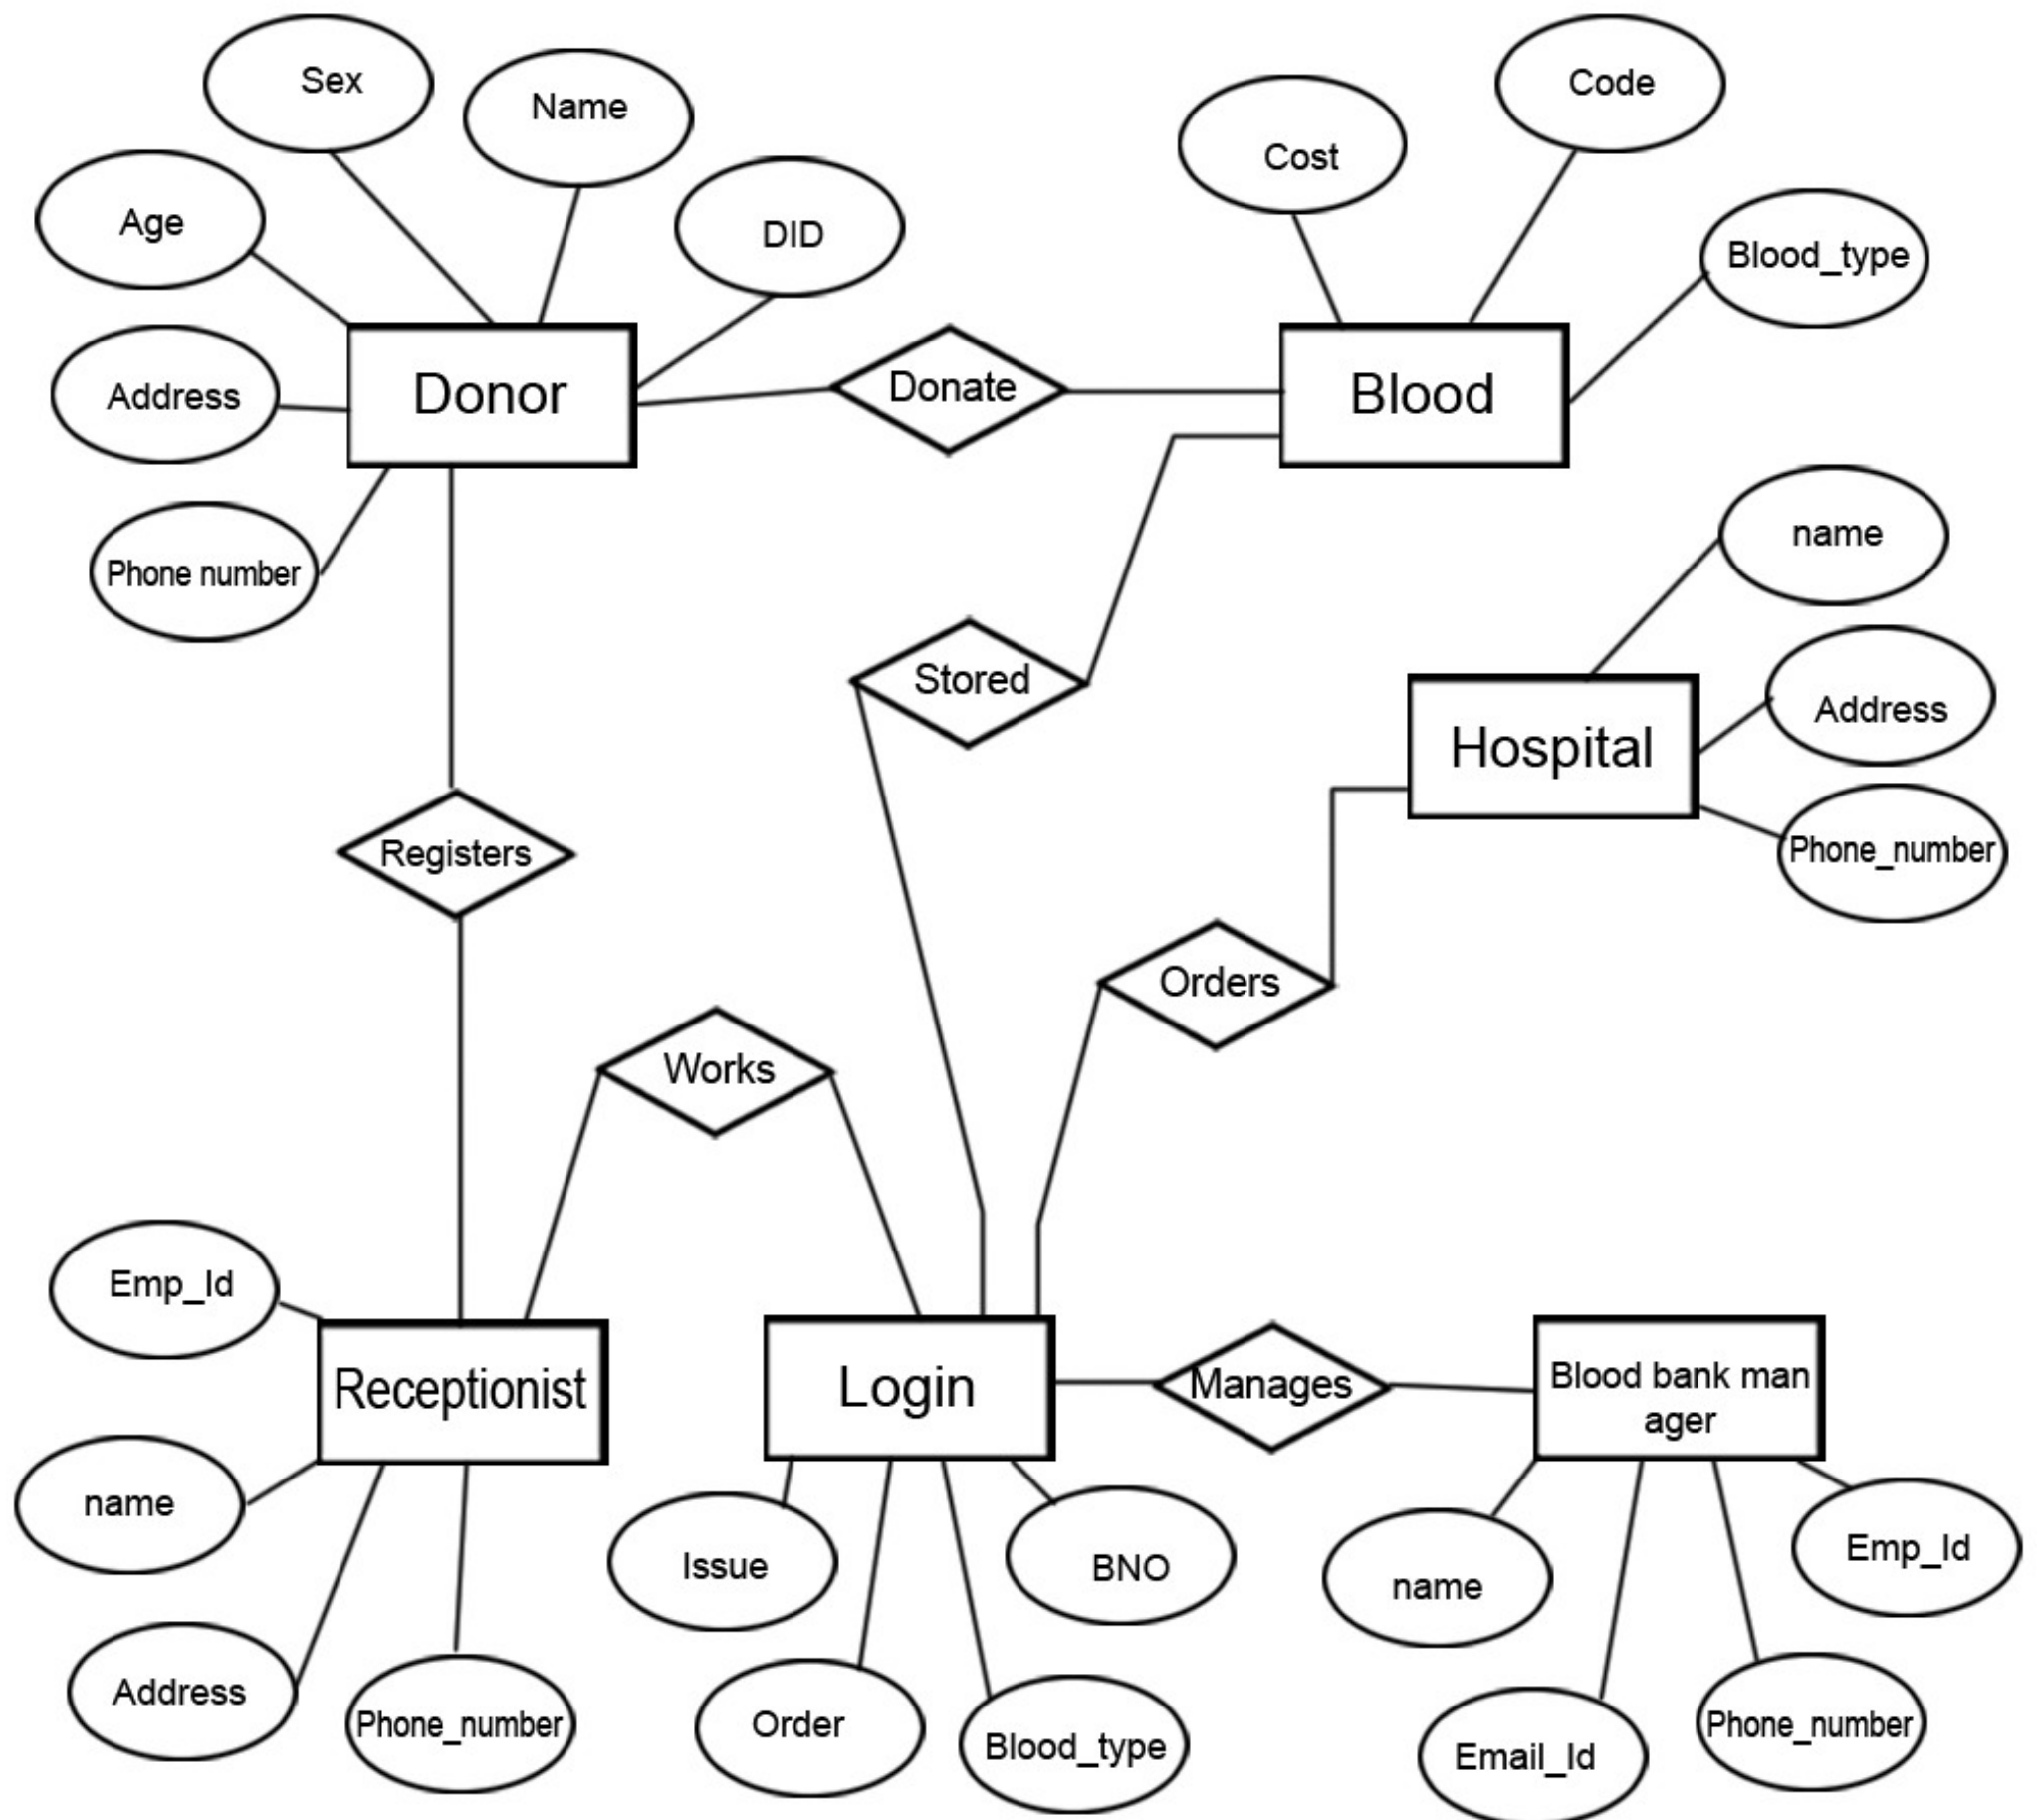 Sex
Name
Code
Cost
Age
DID
Blood_type
Address
Donor
Donate
Blood
Phone number
name
Stored
Address
Hospital
Phone_number
Registers
Orders
Works
Emp_Id
Receptionist
Login
Manages
Blood bank man
ager
name
Issue
BNO
name
Emp_Id
Address
Phone_number
Order
Blood_type
Email_Id
Phone_number